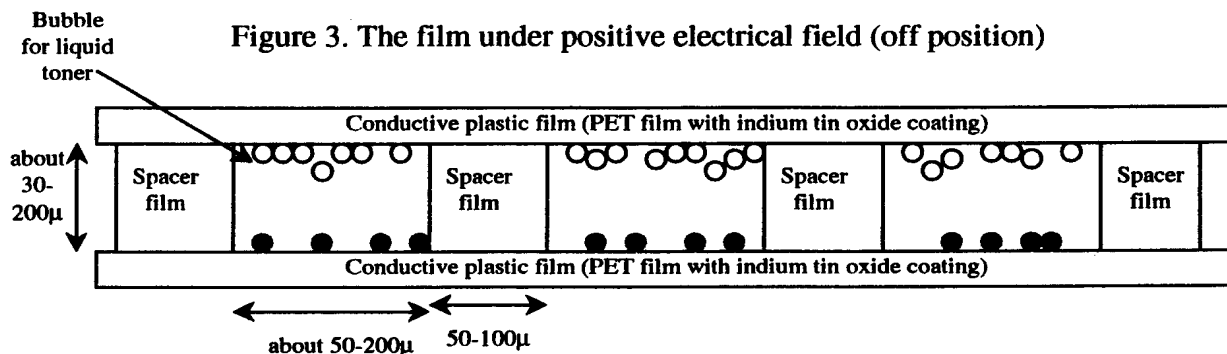 Bubble
for liquid
toner
Figure 3. The film under positive electrical field (off position)
Conductive plastic film (PET film with indium tin oxide coating)
about
30-
200μ
Spacer
film
Spacer
film
Spacer
film
Spacer
film
Conductive plastic film (PET film with indium tin oxide coating)
about 50-200μ
50-100μ